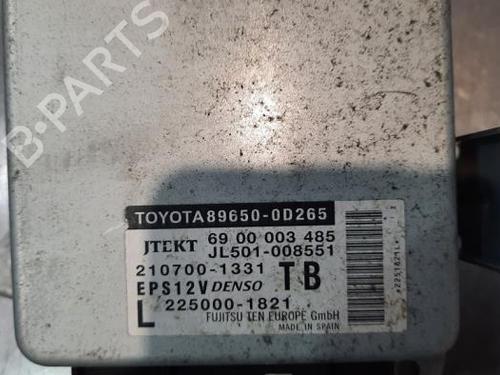 B-PARTS
TOYOTA89650-0D265
JTEKT 69 00 003 485
JL501-008551
210700-1331 TB
EPS12V DENSO
L 225000-1821
FUJITSU TEN EUROPE GmbH
MADE IN SPAIN